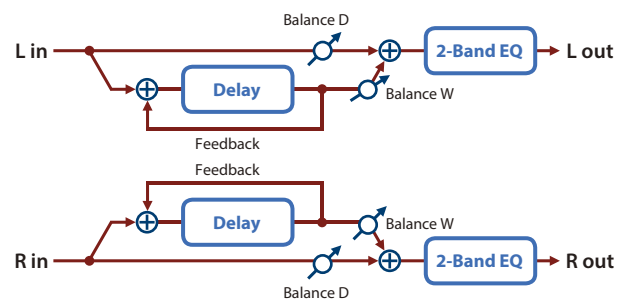 Balance D
L in
2-Band EQ
L out
Delay
Balance W
Feedback
Feedback
Delay
Balance W
R in
2-Band EQ
R out
Balance D